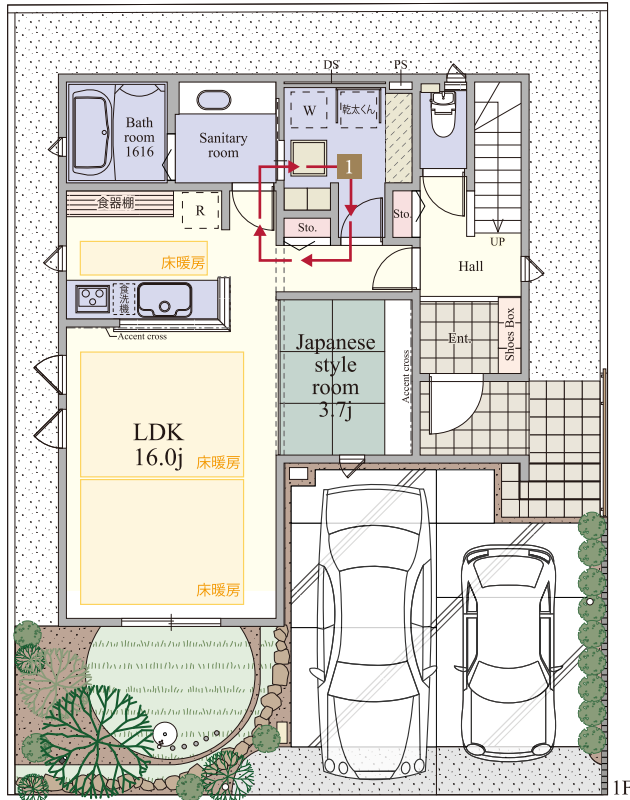 DS
PS
W
乾太くん
Bath
room
1616
Sanitary
room
1
食器棚
R
Sto.
Sto.
UP
Hall
床暖房
食洗機
Accent cross
Ent.
Shoes Box
Japanese
style
room
3.7j
Accent cross
LDK
16.0j
床暖房
床暖房
1F